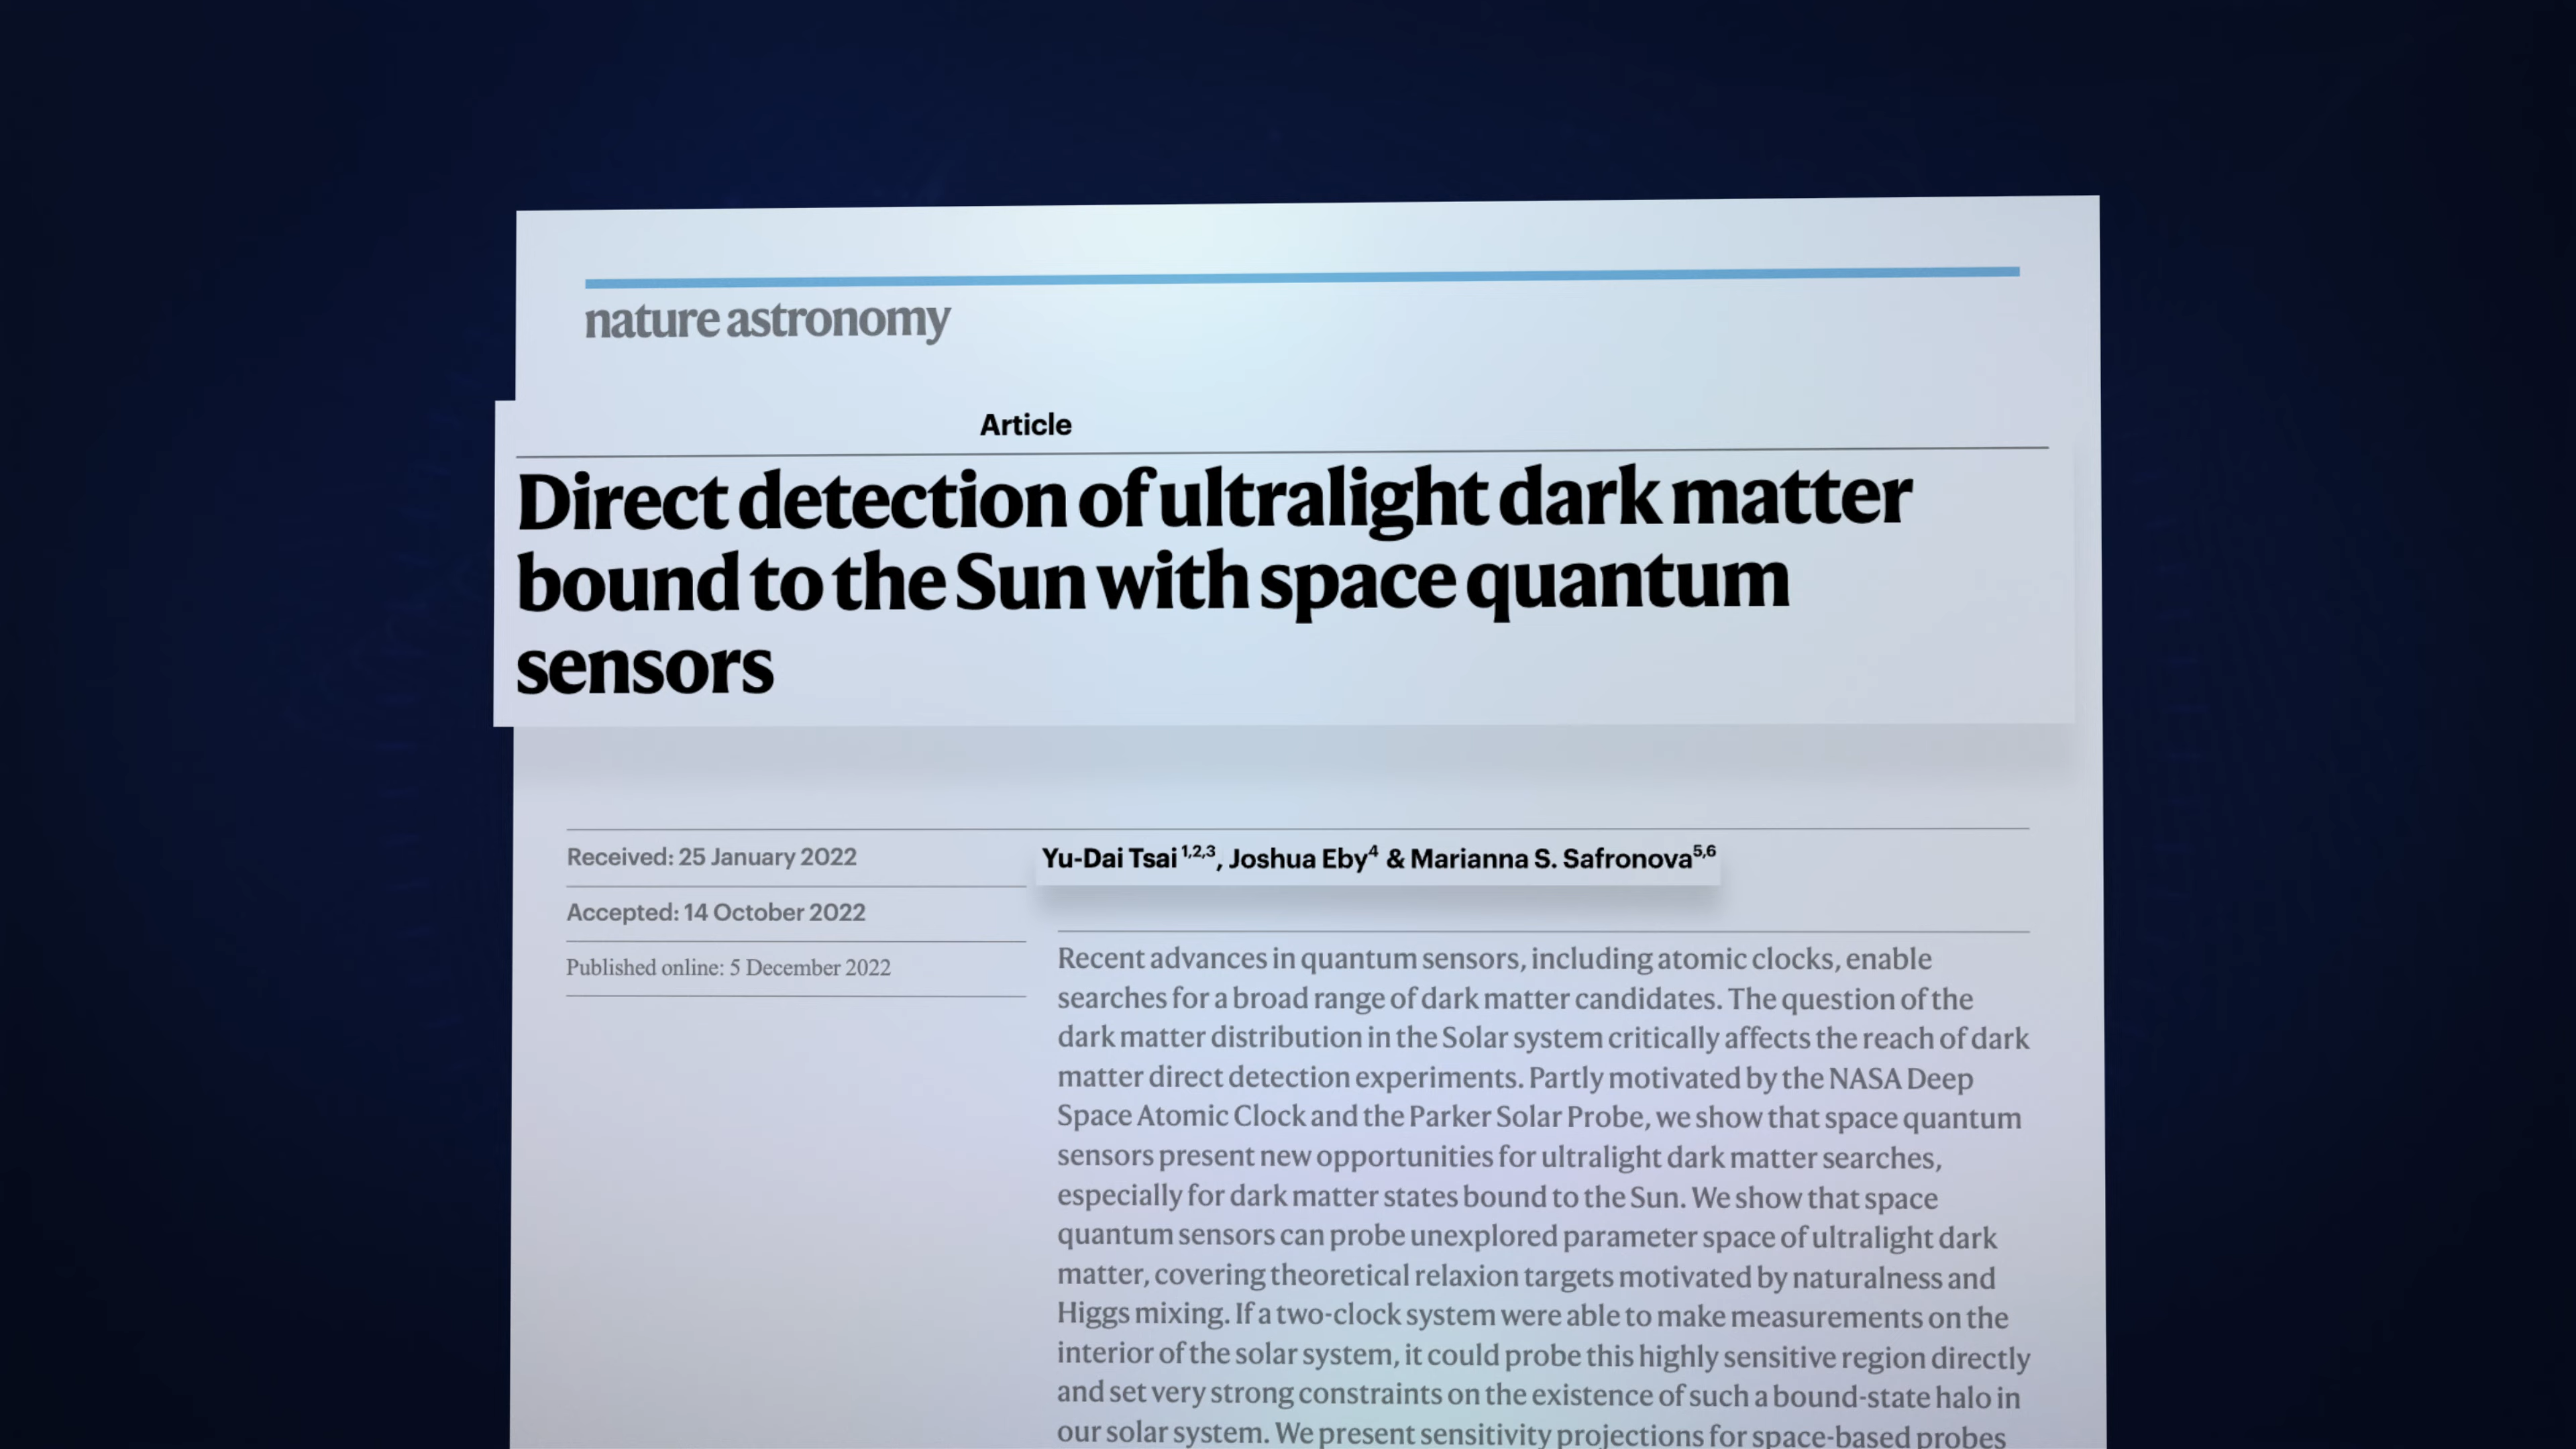 nature astronomy
Article
Direct detection of ultralight dark matter
bound to the Sun with space quantum
sensors
Received: 25 January 2022
Accepted: 14 October 2022
Published online: 5 December 2022
Yu-Dai Tsai 1,2,3, Joshua Eby4 & Marianna S. Safronova5,6
Recent advances in quantum sensors, including atomic clocks, enable
searches for a broad range of dark matter candidates. The question of the
dark matter distribution in the Solar system critically affects the reach of dark
matter direct detection experiments. Partly motivated by the NASA Deep
Space Atomic Clock and the Parker Solar Probe, we show that space quantum
sensors present new opportunities for ultralight dark matter searches,
especially for dark matter states bound to the Sun. We show that space
quantum sensors can probe unexplored parameter space of ultralight dark
matter, covering theoretical relaxion targets motivated by naturalness and
Higgs mixing. If a two-clock system were able to make measurements on the
interior of the solar system, it could probe this highly sensitive region directly
and set very strong constraints on the existence of such a bound-state halo in
our solar system. We present sensitivity projections for space-based probes